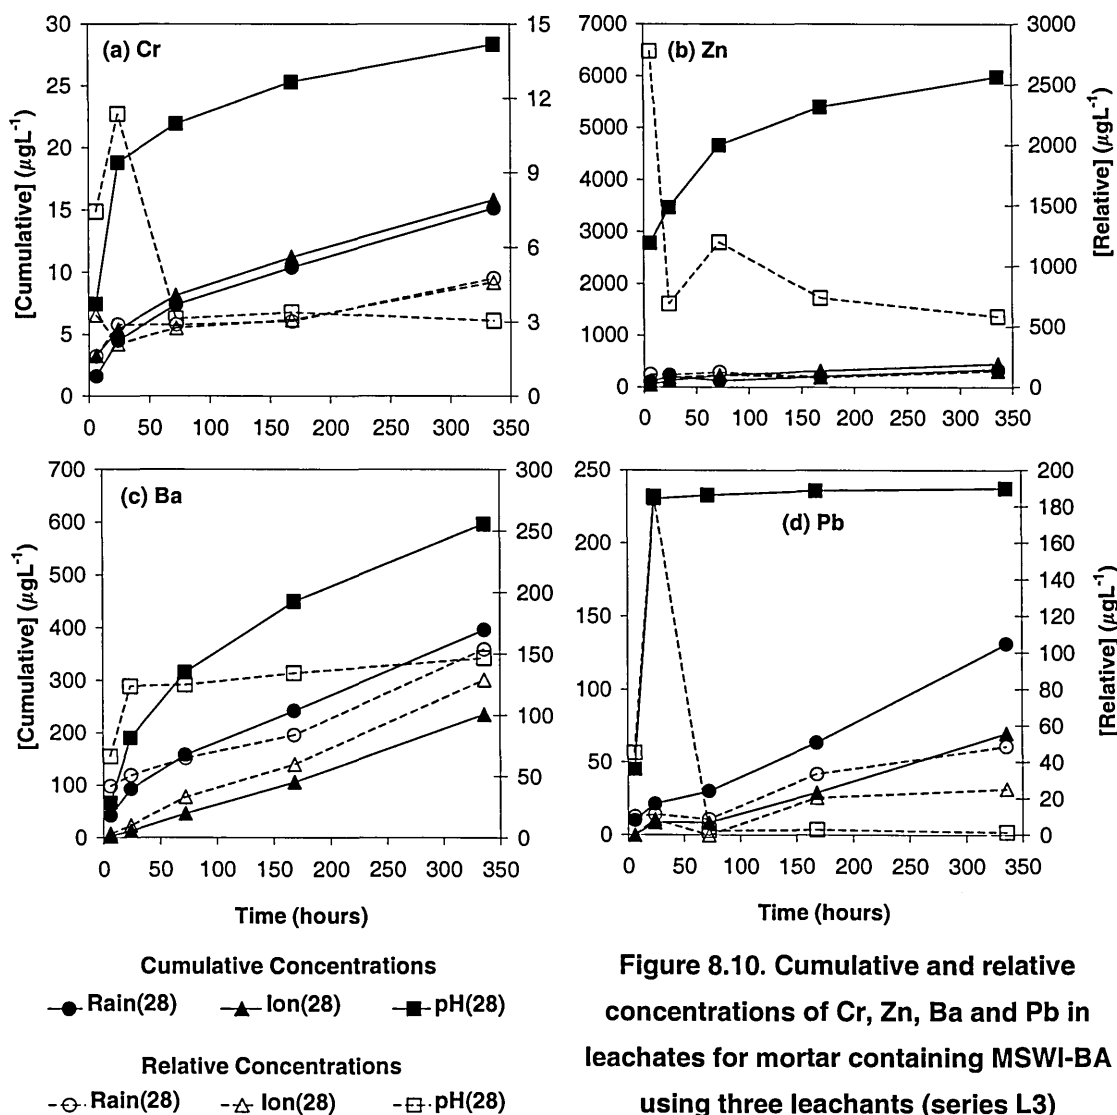 (a) Cr
[Cumulative] (μgL⁻¹)
30
25
20
15
10
5
0
15
12
9
6
3
0
0 50 100 150 200 250 300 350
(b) Zn
7000
6000
5000
4000
3000
2000
1000
0
3000
2500
2000
1500
1000
500
0
[Relative] (μgL⁻¹)
0 50 100 150 200 250 300 350
(c) Ba
[Cumulative] (μgL⁻¹)
700
600
500
400
300
200
100
0
300
250
200
150
100
50
0
0 50 100 150 200 250 300 350
Time (hours)
(d) Pb
250
200
150
100
50
0
200
180
160
140
120
100
80
60
40
20
0
[Relative] (μgL⁻¹)
0 50 100 150 200 250 300 350
Time (hours)
Cumulative Concentrations
Rain(28) Ion(28) pH(28)
Relative Concentrations
Rain(28) Ion(28) pH(28)
Figure 8.10. Cumulative and relative
concentrations of Cr, Zn, Ba and Pb in
leachates for mortar containing MSWI-BA
using three leachants (series L3)